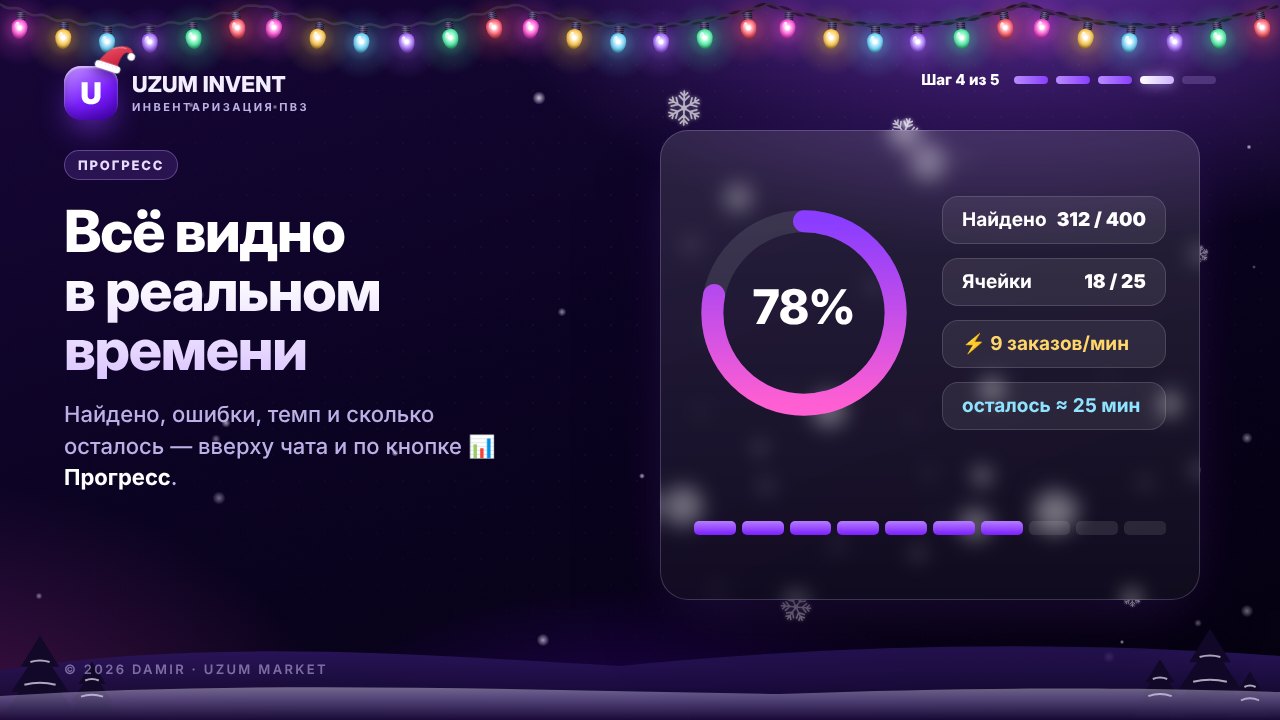 U
UZUM INVENT
ИНВЕНТАРИЗАЦИЯ ПВЗ
Шаг 4 из 5
ПРОГРЕСС
Всё видно
в реальном
времени
Найдено, ошибки, темп и сколько
осталось — вверху чата и по кнопке 📊
Прогресс.
78%
Найдено 312 / 400
Ячейки 18 / 25
⚡ 9 заказов/мин
осталось ≈ 25 мин
© 2026 DAMIR · UZUM MARKET